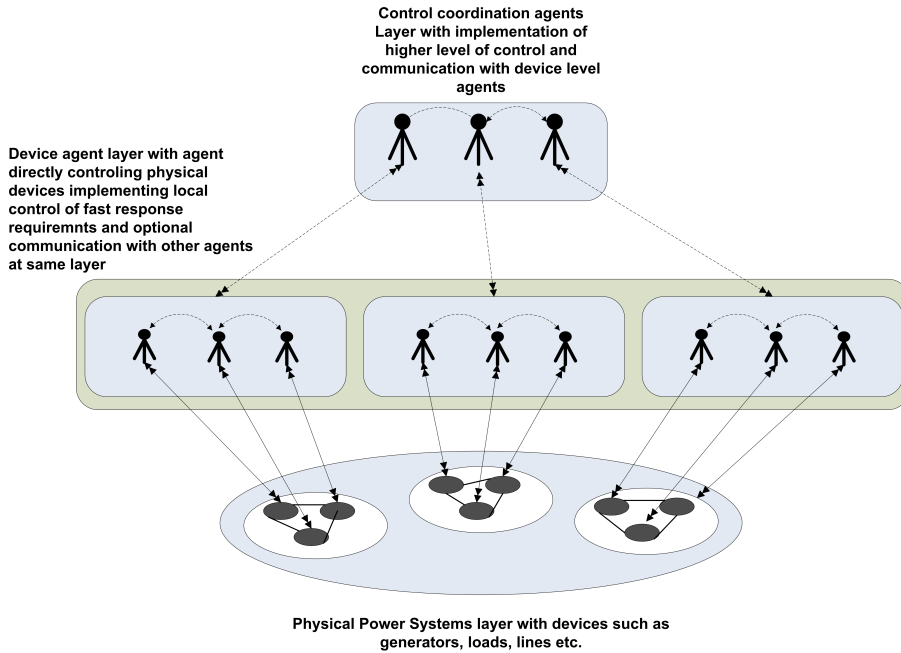 Control coordination agents
Layer with implementation of
higher level of control and
communication with device level
agents
Device agent layer with agent
directly controling physical
devices implementing local
control of fast response
requiremnts and optional
communication with other agents
at same layer
Physical Power Systems layer with devices such as
generators, loads, lines etc.